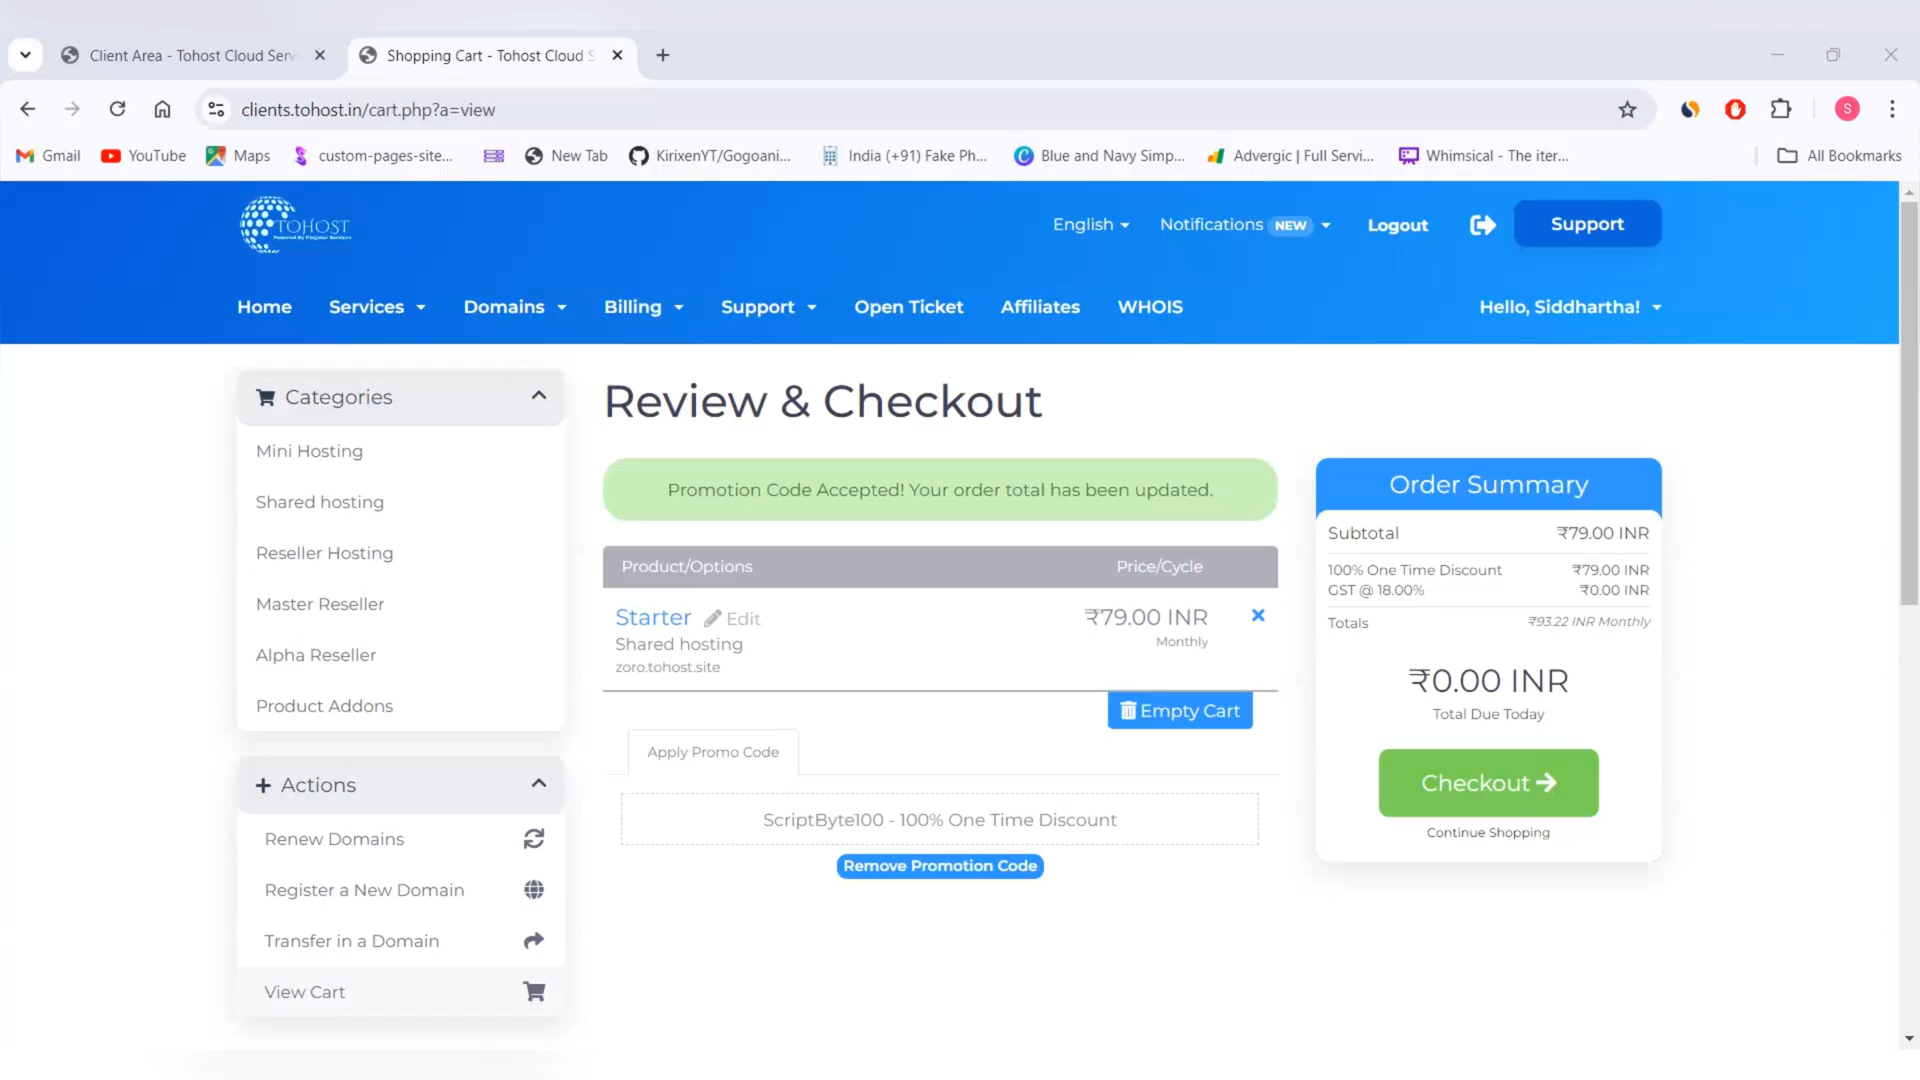 Client Area - Tohost Cloud Serv
Shopping Cart - Tohost Cloud S
clients.tohost.in/cart.php?a=view
S
Gmail
YouTube
Maps
custom-pages-site...
New Tab
KirixenYT/Gogoani...
India (+91) Fake Ph...
Blue and Navy Simp...
Advergic | Full Servi...
Whimsical - The iter...
All Bookmarks
TOHOST
English
Notifications NEW
Logout
Support
Home
Services
Domains
Billing
Support
Open Ticket
Affiliates
WHOIS
Hello, Siddhartha!
Categories
Mini Hosting
Shared hosting
Reseller Hosting
Master Reseller
Alpha Reseller
Product Addons
Actions
Renew Domains
Register a New Domain
Transfer in a Domain
View Cart
Review & Checkout
Promotion Code Accepted! Your order total has been updated.
Product/Options Price/Cycle
Starter Edit ₹79.00 INR
Shared hosting Monthly
zoro.tohost.site
Empty Cart
Apply Promo Code
ScriptByte100 - 100% One Time Discount
Remove Promotion Code
Order Summary
Subtotal ₹79.00 INR
100% One Time Discount ₹79.00 INR
GST @ 18.00% ₹0.00 INR
Totals ₹93.22 INR Monthly
₹0.00 INR
Total Due Today
Checkout
Continue Shopping